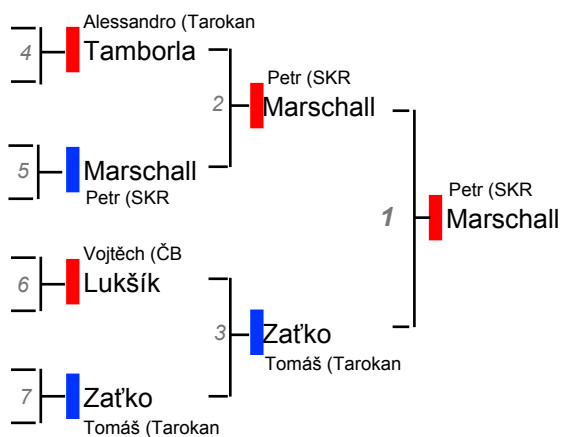 Alessandro (Tarokan
4
Tamborla
Petr (SKR
2
Marschall
5
Marschall
Petr (SKR
Petr (SKR
1
Marschall
Vojtěch (ČB
6
Lukšík
3
Zaťko
Tomáš (Tarokan
7
Zaťko
Tomáš (Tarokan